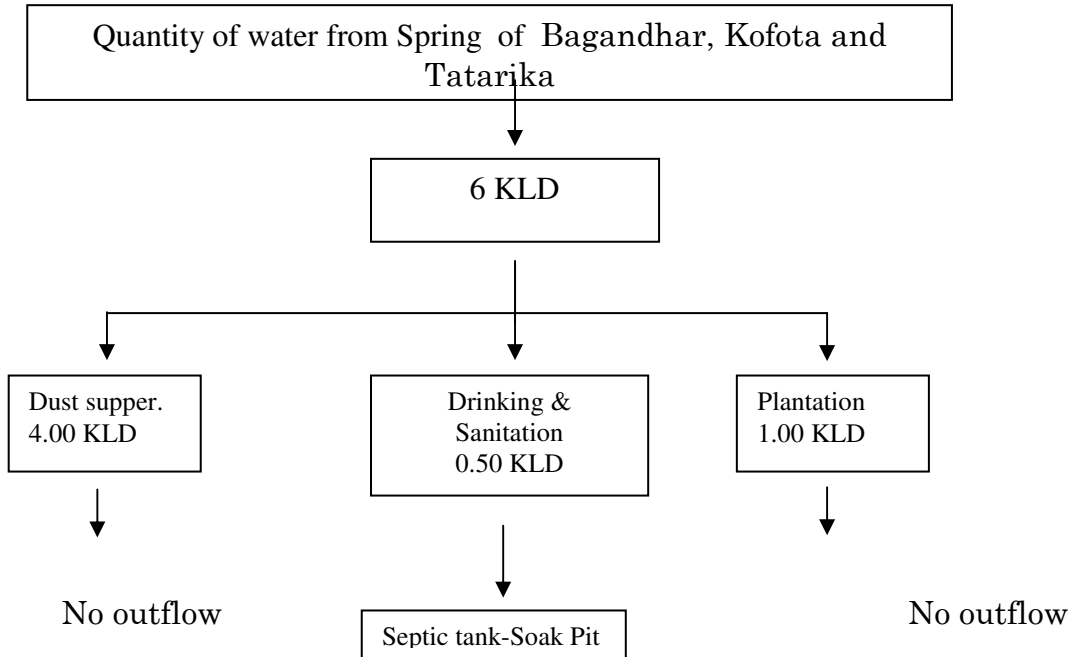 Quantity of water from Spring of Bagandhar, Kofota and
Tatarika
6 KLD
Dust supper.
4.00 KLD
Drinking &
Sanitation
0.50 KLD
Plantation
1.00 KLD
No outflow
Septic tank-Soak Pit
No outflow